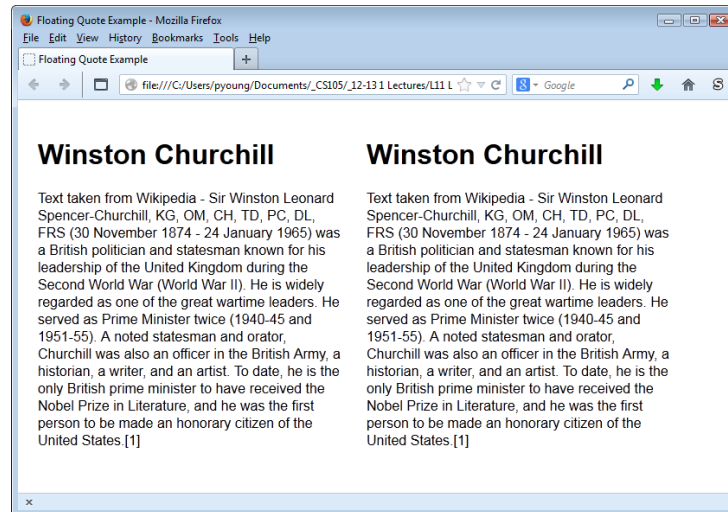 Floating Quote Example - Mozilla Firefox
File Edit View History Bookmarks Tools Help
Floating Quote Example +
file:///C:/Users/pyoung/Documents/_CS105/_12-13 1 Lectures/L11 L
8 Google
S
Winston Churchill
Text taken from Wikipedia - Sir Winston Leonard
Spencer-Churchill, KG, OM, CH, TD, PC, DL,
FRS (30 November 1874 - 24 January 1965) was
a British politician and statesman known for his
leadership of the United Kingdom during the
Second World War (World War II). He is widely
regarded as one of the great wartime leaders. He
served as Prime Minister twice (1940-45 and
1951-55). A noted statesman and orator,
Churchill was also an officer in the British Army, a
historian, a writer, and an artist. To date, he is the
only British prime minister to have received the
Nobel Prize in Literature, and he was the first
person to be made an honorary citizen of the
United States.[1]
Winston Churchill
Text taken from Wikipedia - Sir Winston Leonard
Spencer-Churchill, KG, OM, CH, TD, PC, DL,
FRS (30 November 1874 - 24 January 1965) was
a British politician and statesman known for his
leadership of the United Kingdom during the
Second World War (World War II). He is widely
regarded as one of the great wartime leaders. He
served as Prime Minister twice (1940-45 and
1951-55). A noted statesman and orator,
Churchill was also an officer in the British Army, a
historian, a writer, and an artist. To date, he is the
only British prime minister to have received the
Nobel Prize in Literature, and he was the first
person to be made an honorary citizen of the
United States.[1]
×